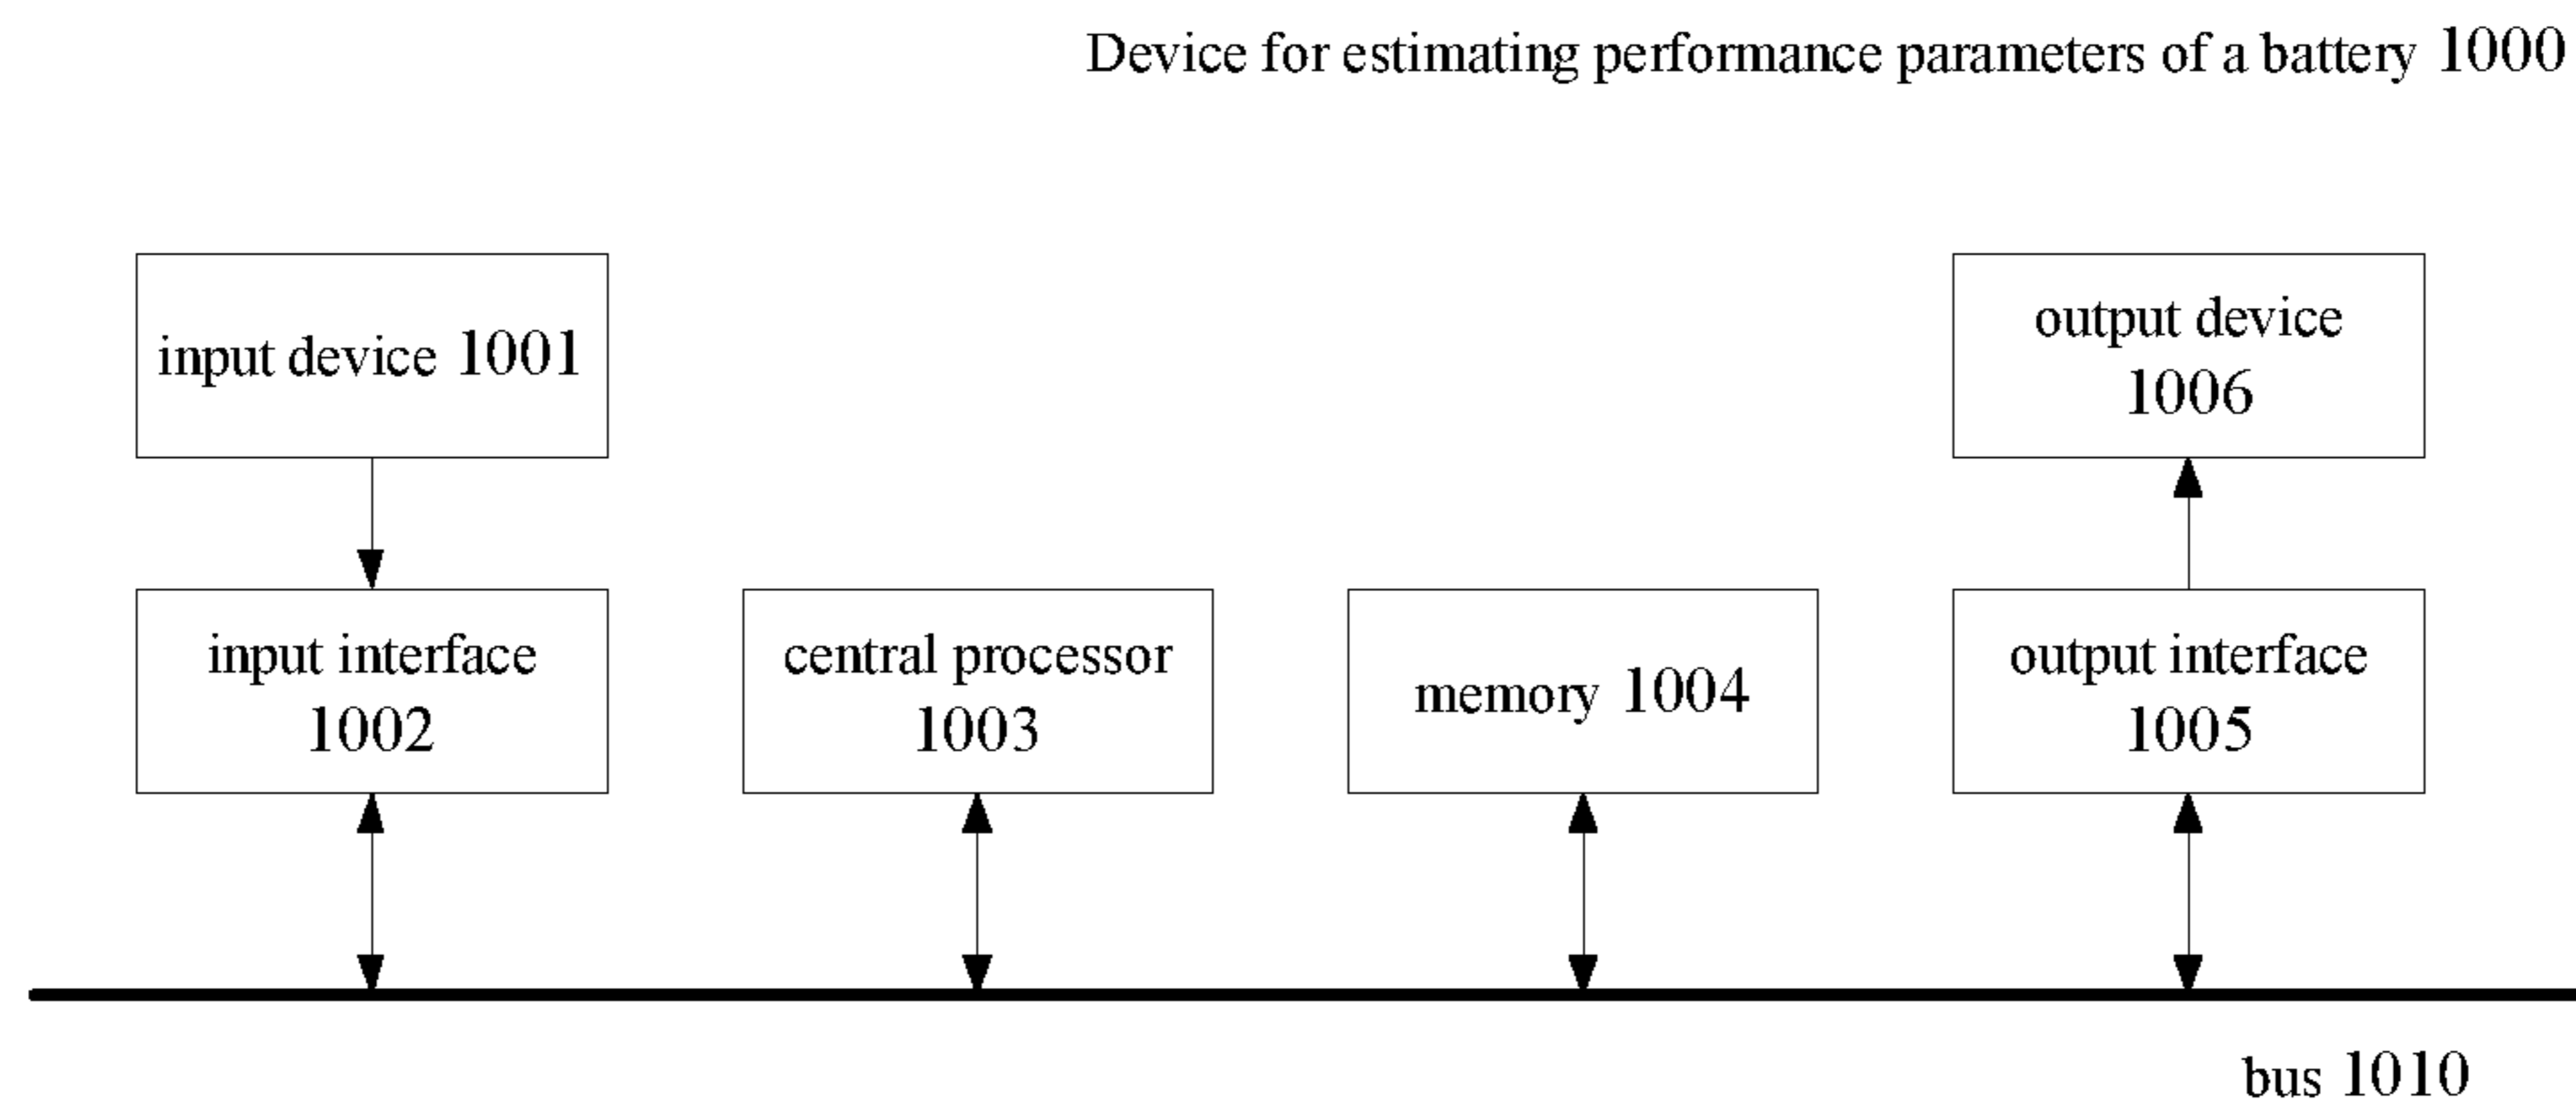 Device for estimating performance parameters of a battery 1000
input device 1001
output device
1006
input interface
1002
central processor
1003
memory 1004
output interface
1005
bus 1010